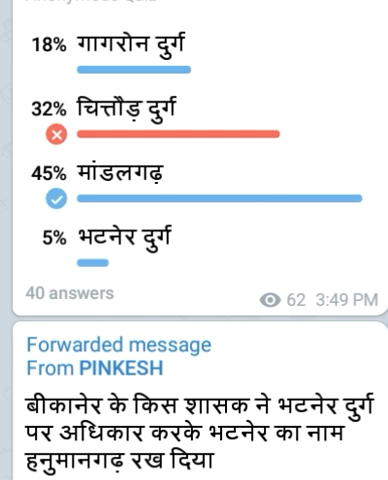 18% गागरोन दुर्ग
32% चित्तौड़ दुर्ग
45% मांडलगढ़
5% भटनेर दुर्ग
40 answers
62 3:49 PM
Forwarded message
From PINKESH
बीकानेर के किस शासक ने भटनेर दुर्ग
पर अधिकार करके भटनेर का नाम
हनुमानगढ़ रख दिया